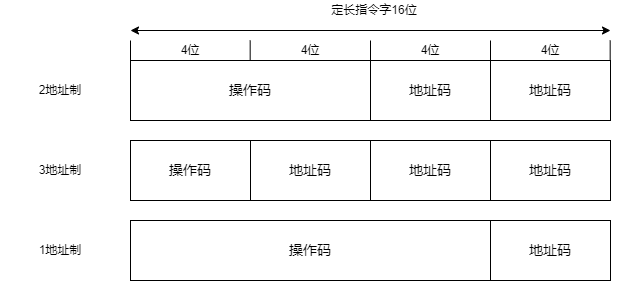 定长指令字16位
4位 4位 4位 4位
2地址制 操作码 地址码 地址码
3地址制 操作码 地址码 地址码 地址码
1地址制 操作码 地址码